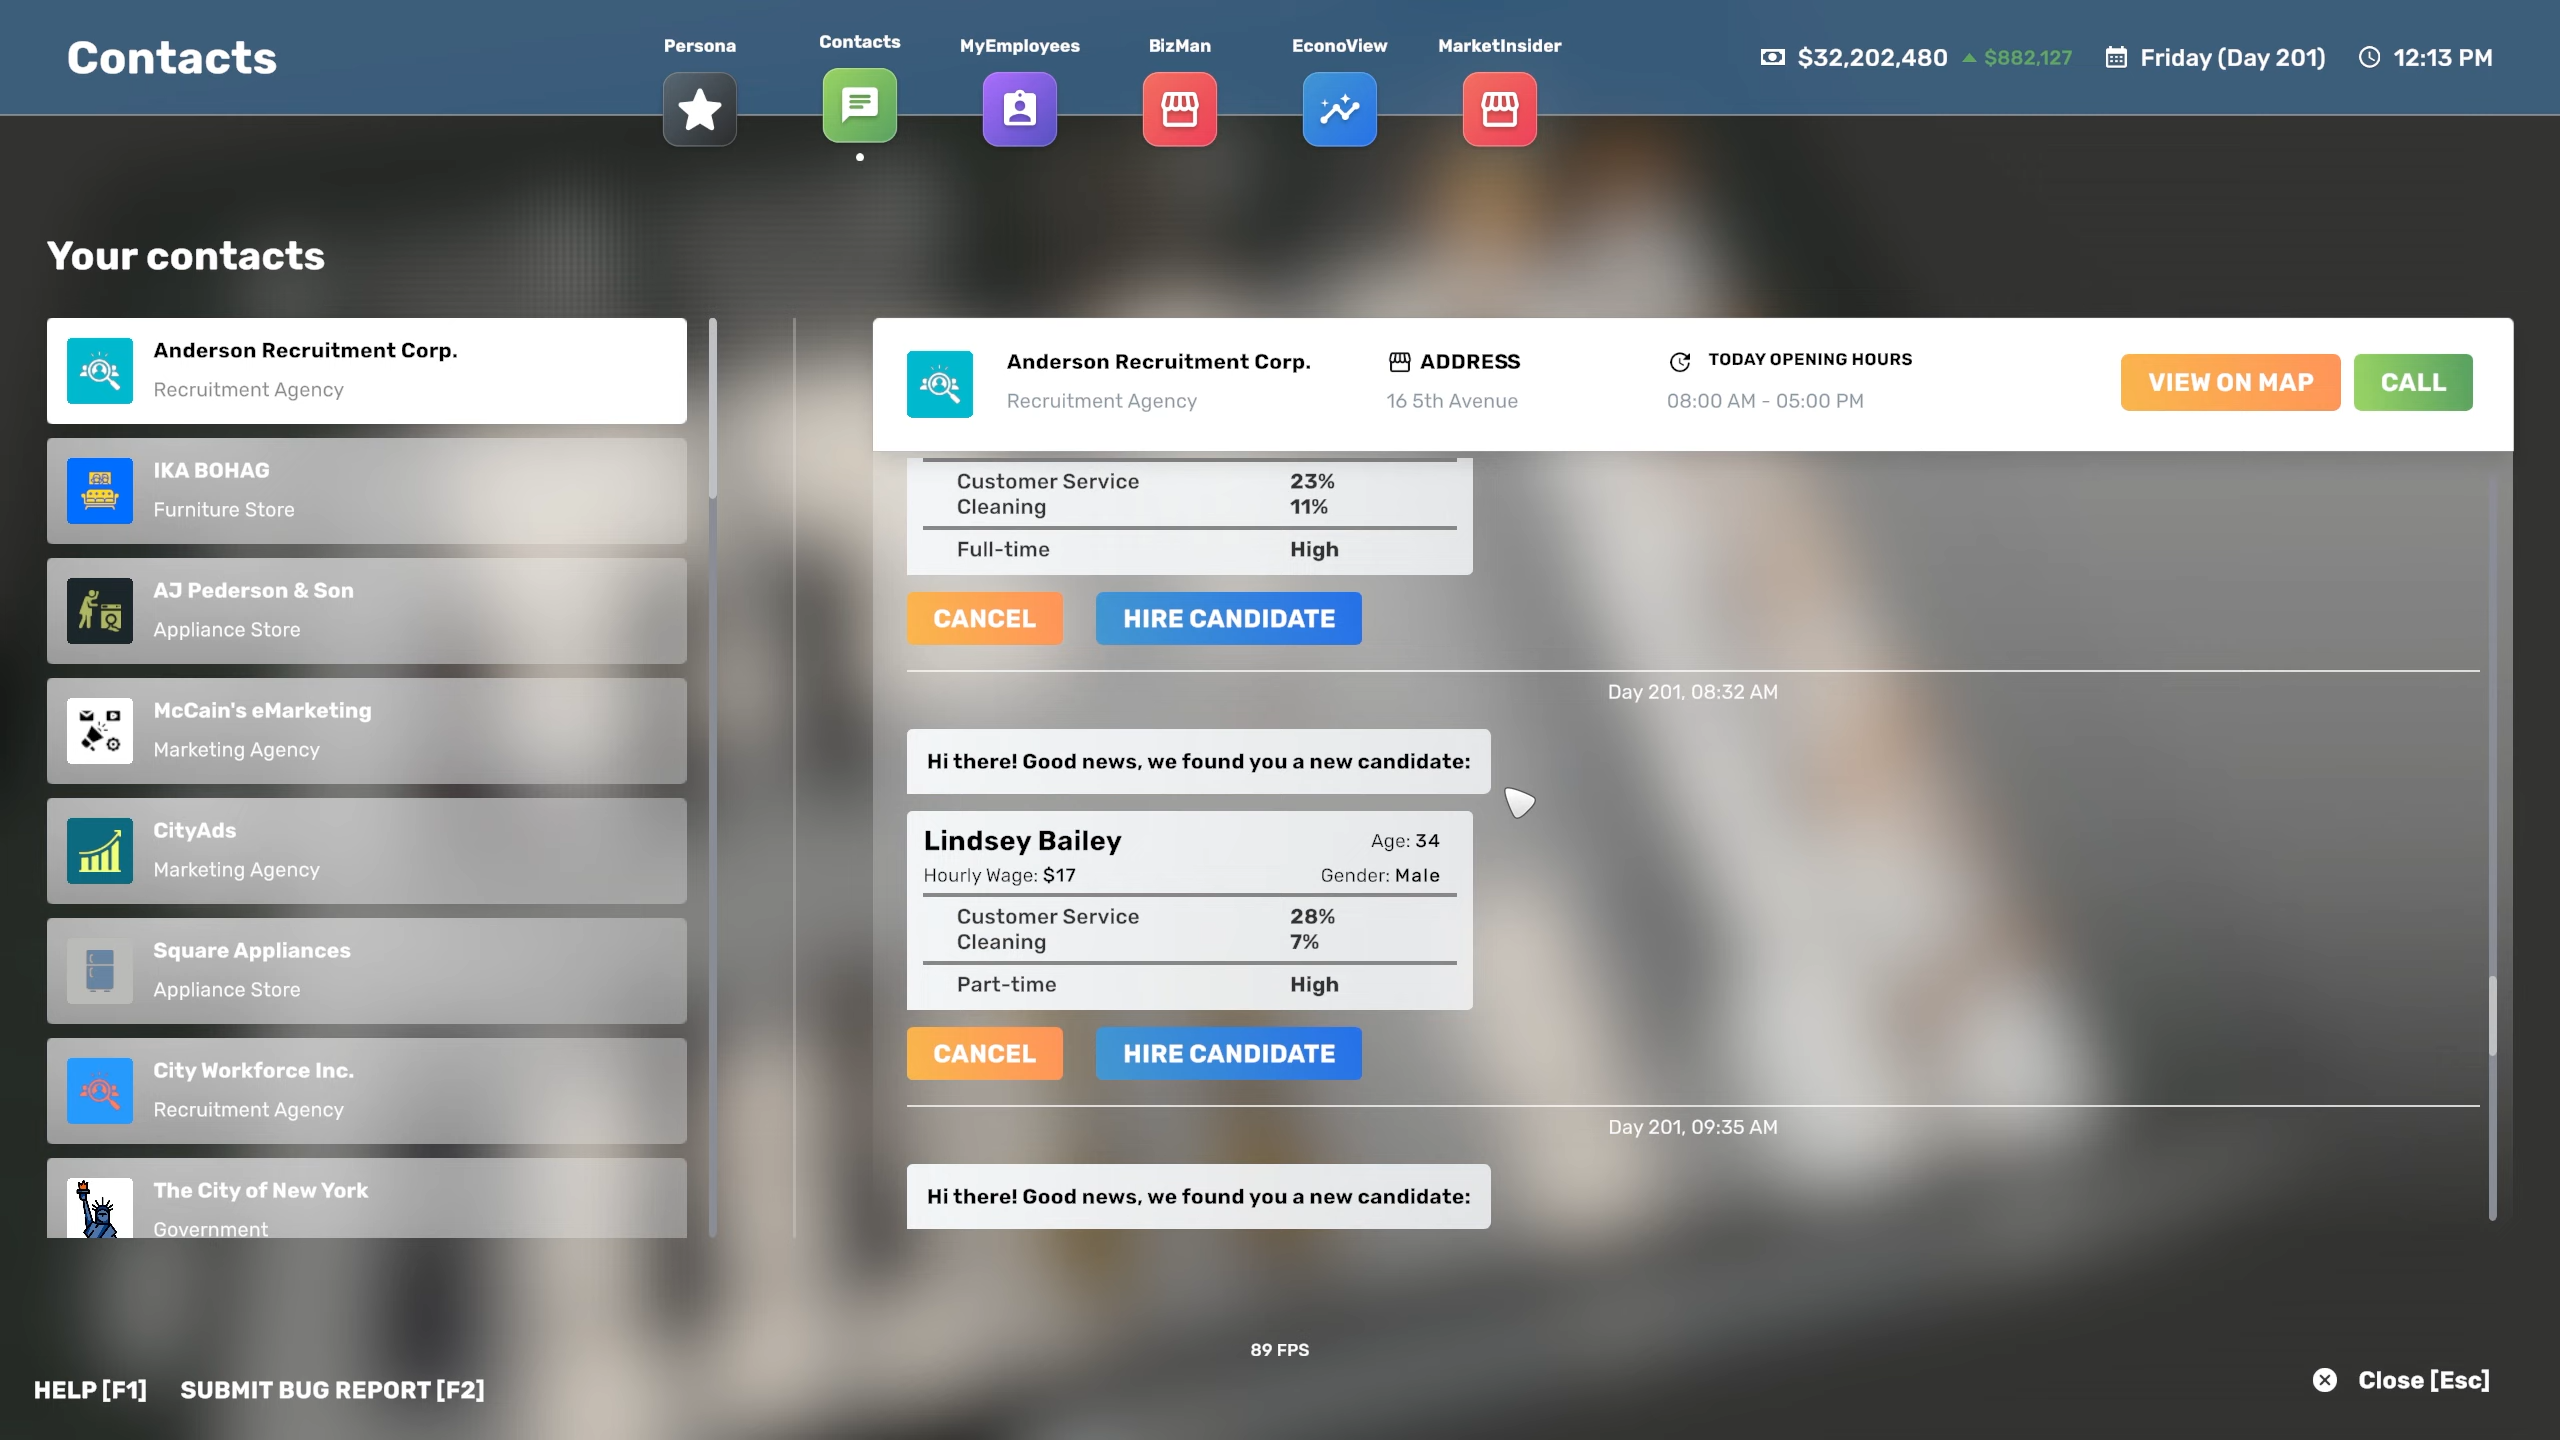 Contacts
Persona
Contacts
MyEmployees
BizMan
EconoView
MarketInsider
$32,202,480
$882,127
Friday (Day 201)
12:13 PM
Your contacts
Anderson Recruitment Corp.
Recruitment Agency
IKA BOHAG
Furniture Store
AJ Pederson & Son
Appliance Store
McCain's eMarketing
Marketing Agency
CityAds
Marketing Agency
Square Appliances
Appliance Store
City Workforce Inc.
Recruitment Agency
The City of New York
Government
Anderson Recruitment Corp.
Recruitment Agency
ADDRESS
16 5th Avenue
TODAY OPENING HOURS
08:00 AM - 05:00 PM
VIEW ON MAP
CALL
Customer Service 23%
Cleaning 11%
Full-time High
CANCEL
HIRE CANDIDATE
Day 201, 08:32 AM
Hi there! Good news, we found you a new candidate:
Lindsey Bailey
Age: 34
Hourly Wage: $17
Gender: Male
Customer Service 28%
Cleaning 7%
Part-time High
CANCEL
HIRE CANDIDATE
Day 201, 09:35 AM
Hi there! Good news, we found you a new candidate:
89 FPS
HELP [F1]
SUBMIT BUG REPORT [F2]
Close [Esc]